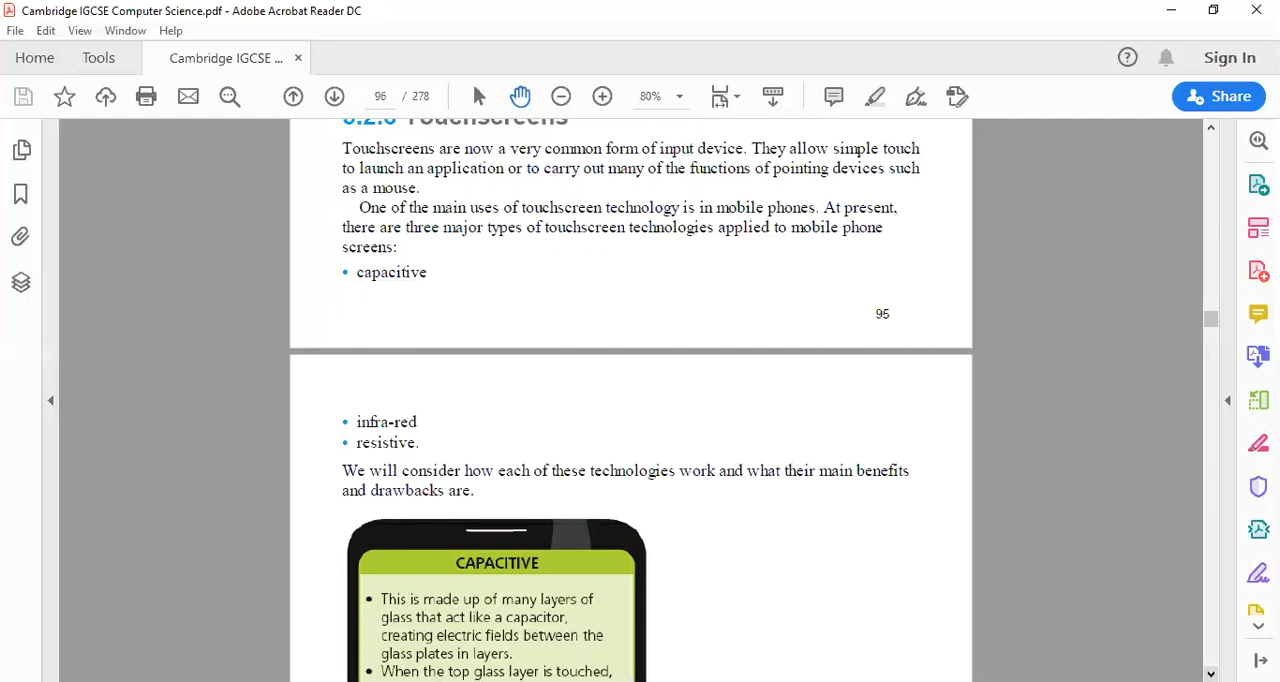 Cambridge IGCSE Computer Science.pdf - Adobe Acrobat Reader DC
File Edit View Window Help
Home Tools Cambridge IGCSE ... × Sign In
96 / 278 80% Share
Touchscreens
Touchscreens are now a very common form of input device. They allow simple touch
to launch an application or to carry out many of the functions of pointing devices such
as a mouse.
One of the main uses of touchscreen technology is in mobile phones. At present,
there are three major types of touchscreen technologies applied to mobile phone
screens:
• capacitive
95
• infra-red
• resistive.
We will consider how each of these technologies work and what their main benefits
and drawbacks are.
CAPACITIVE
• This is made up of many layers of
glass that act like a capacitor,
creating electric fields between the
glass plates in layers.
• When the top glass layer is touched,